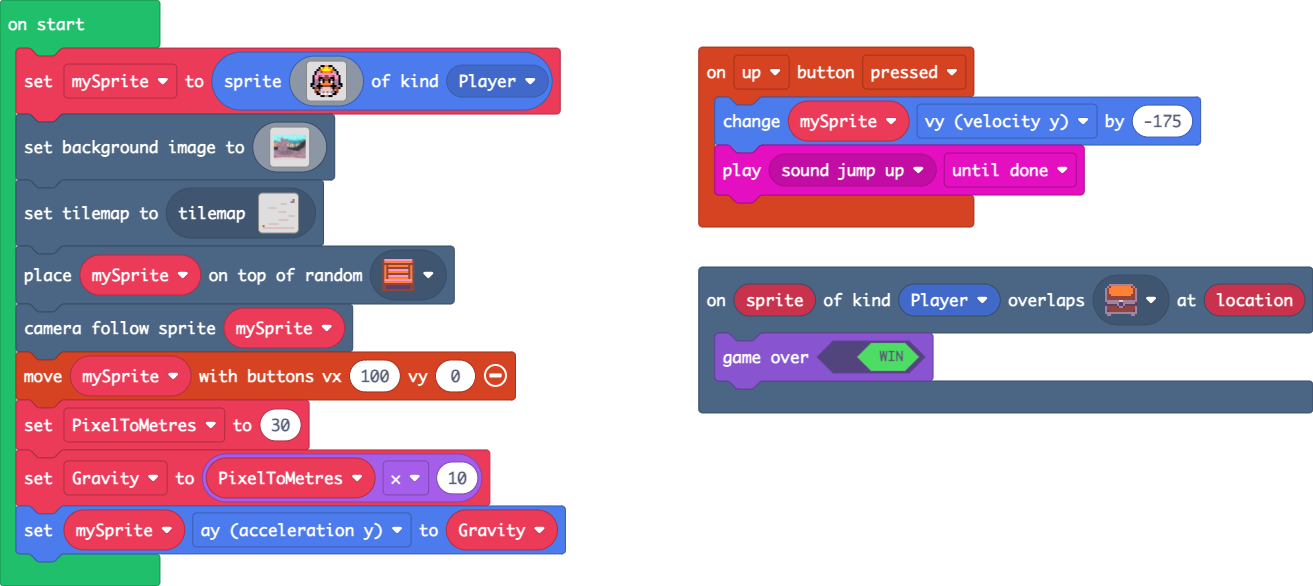 on start
set mySprite to sprite of kind Player
set background image to
set tilemap to tilemap
place mySprite on top of random
camera follow sprite mySprite
move mySprite with buttons vx 100 vy 0
set PixelToMetres to 30
set Gravity to PixelToMetres × 10
set mySprite ay (acceleration y) to Gravity
on up button pressed
change mySprite vy (velocity y) by -175
play sound jump up until done
on sprite of kind Player overlaps at location
game over WIN